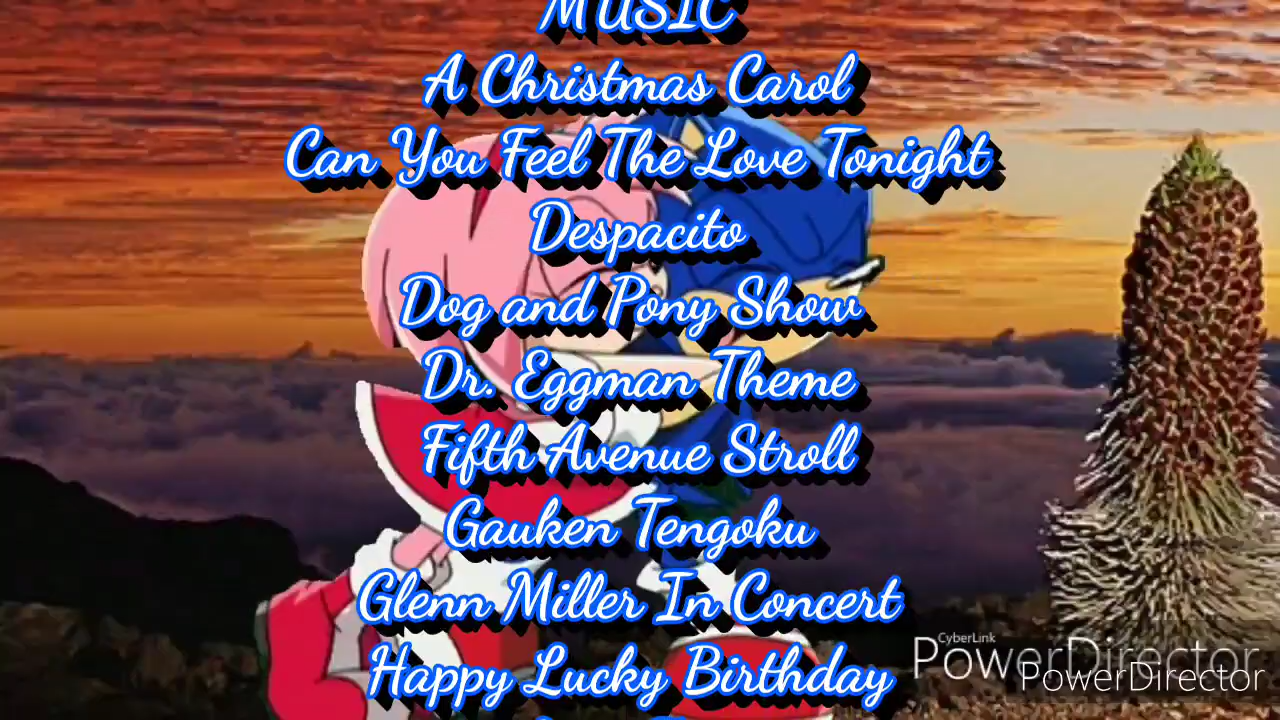 MUSIC
A Christmas Carol
Can You Feel The Love Tonight
Despacito
Dog and Pony Show
Dr. Eggman Theme
Fifth Avenue Stroll
Gauken Tengoku
Glenn Miller In Concert
Happy Lucky Birthday
CyberLink
PowerDirector
PowerDirector